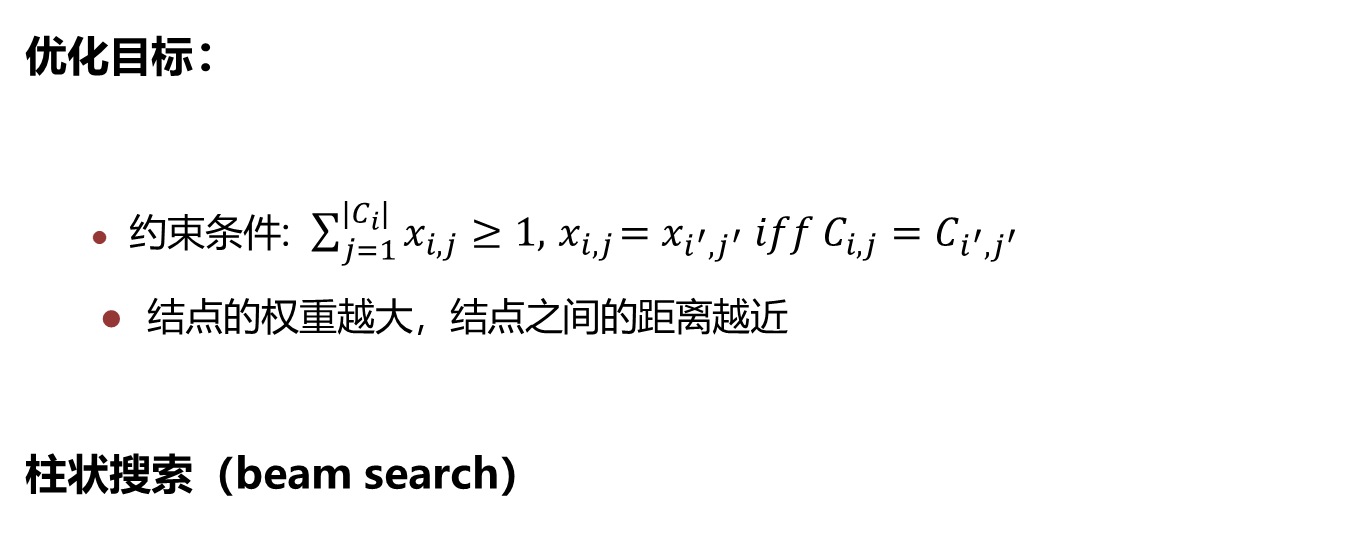 优化目标：
• 约束条件: ∑_{j=1}^{|C_i|} x_{i,j} ≥ 1, x_{i,j} = x_{i',j'} iff C_{i,j} = C_{i',j'}
• 结点的权重越大，结点之间的距离越近
柱状搜索（beam search）